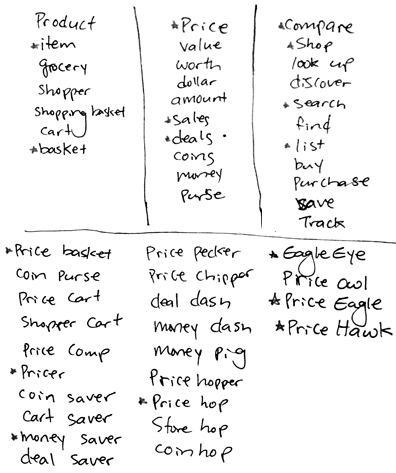 Product
*item
grocery
shopper
shopping basket
cart
*basket
*Price
value
worth
dollar
amount
*sales
*deals.
coins
money
purse
*compare
*Shop
look up
discover
*search
find
*list
buy
purchase
save
Track
*Price basket
coin purse
Price cart
Shopper cart
Price comp
*Pricer
coin saver
cart saver
*money saver
deal saver
Price pecker
Price chipper
deal dash
money dash
money pig
Price hopper
*Price hop
Store hop
coin hop
*Eagle Eye
Price owl
*Price Eagle
*Price Hawk